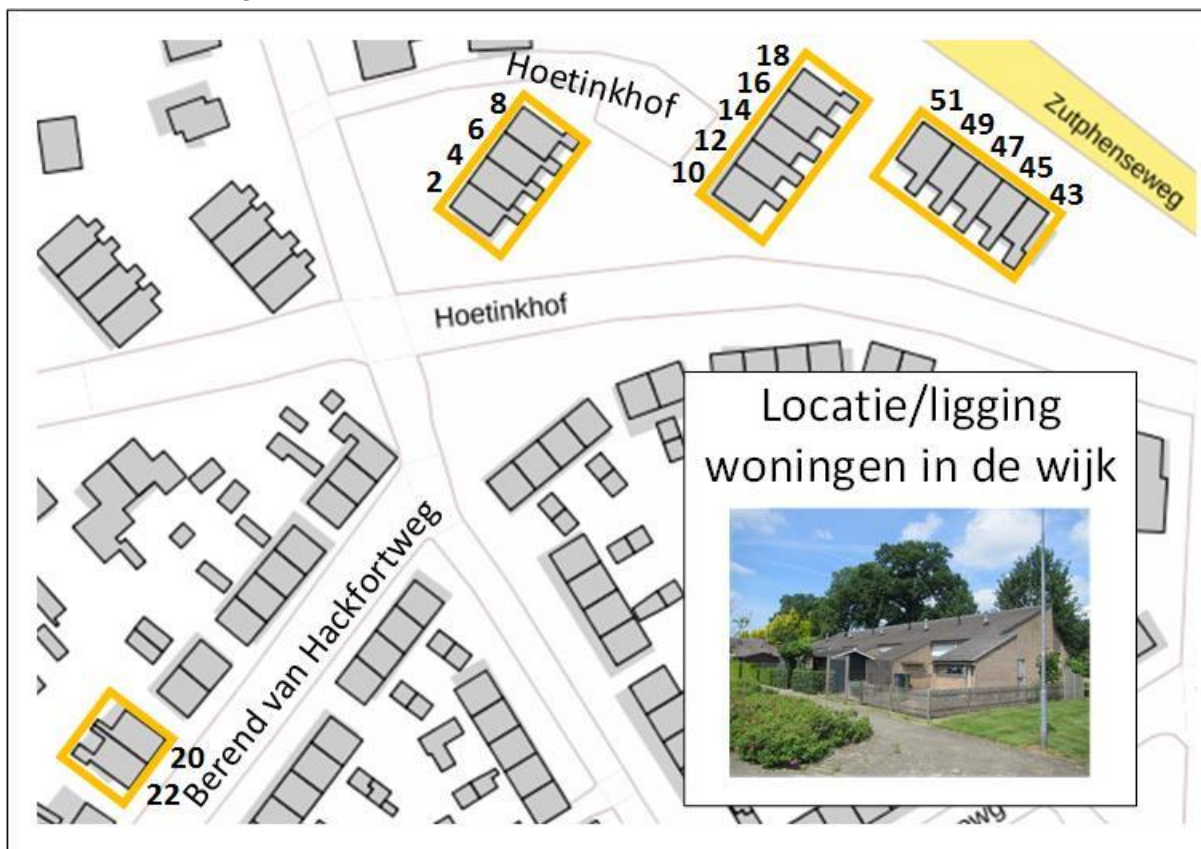 Hoetinkhof
18
16
14
12
10
8
6
4
2
51
49
47
45
43
Zutphenseweg
Hoetinkhof
Locatie/ligging
woningen in de wijk
Berend van Hackfortweg
20
22